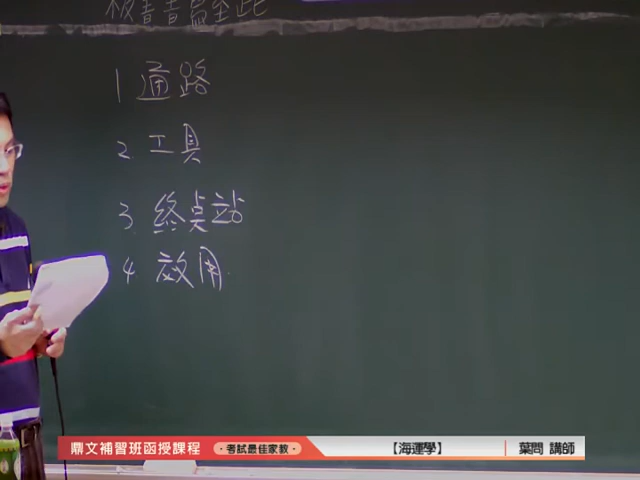 1 通路
2 工具
3. 終点站
4 效用
鼎文補習班函授課程 ·考試最佳家教· 【海運學】 葉問 講師